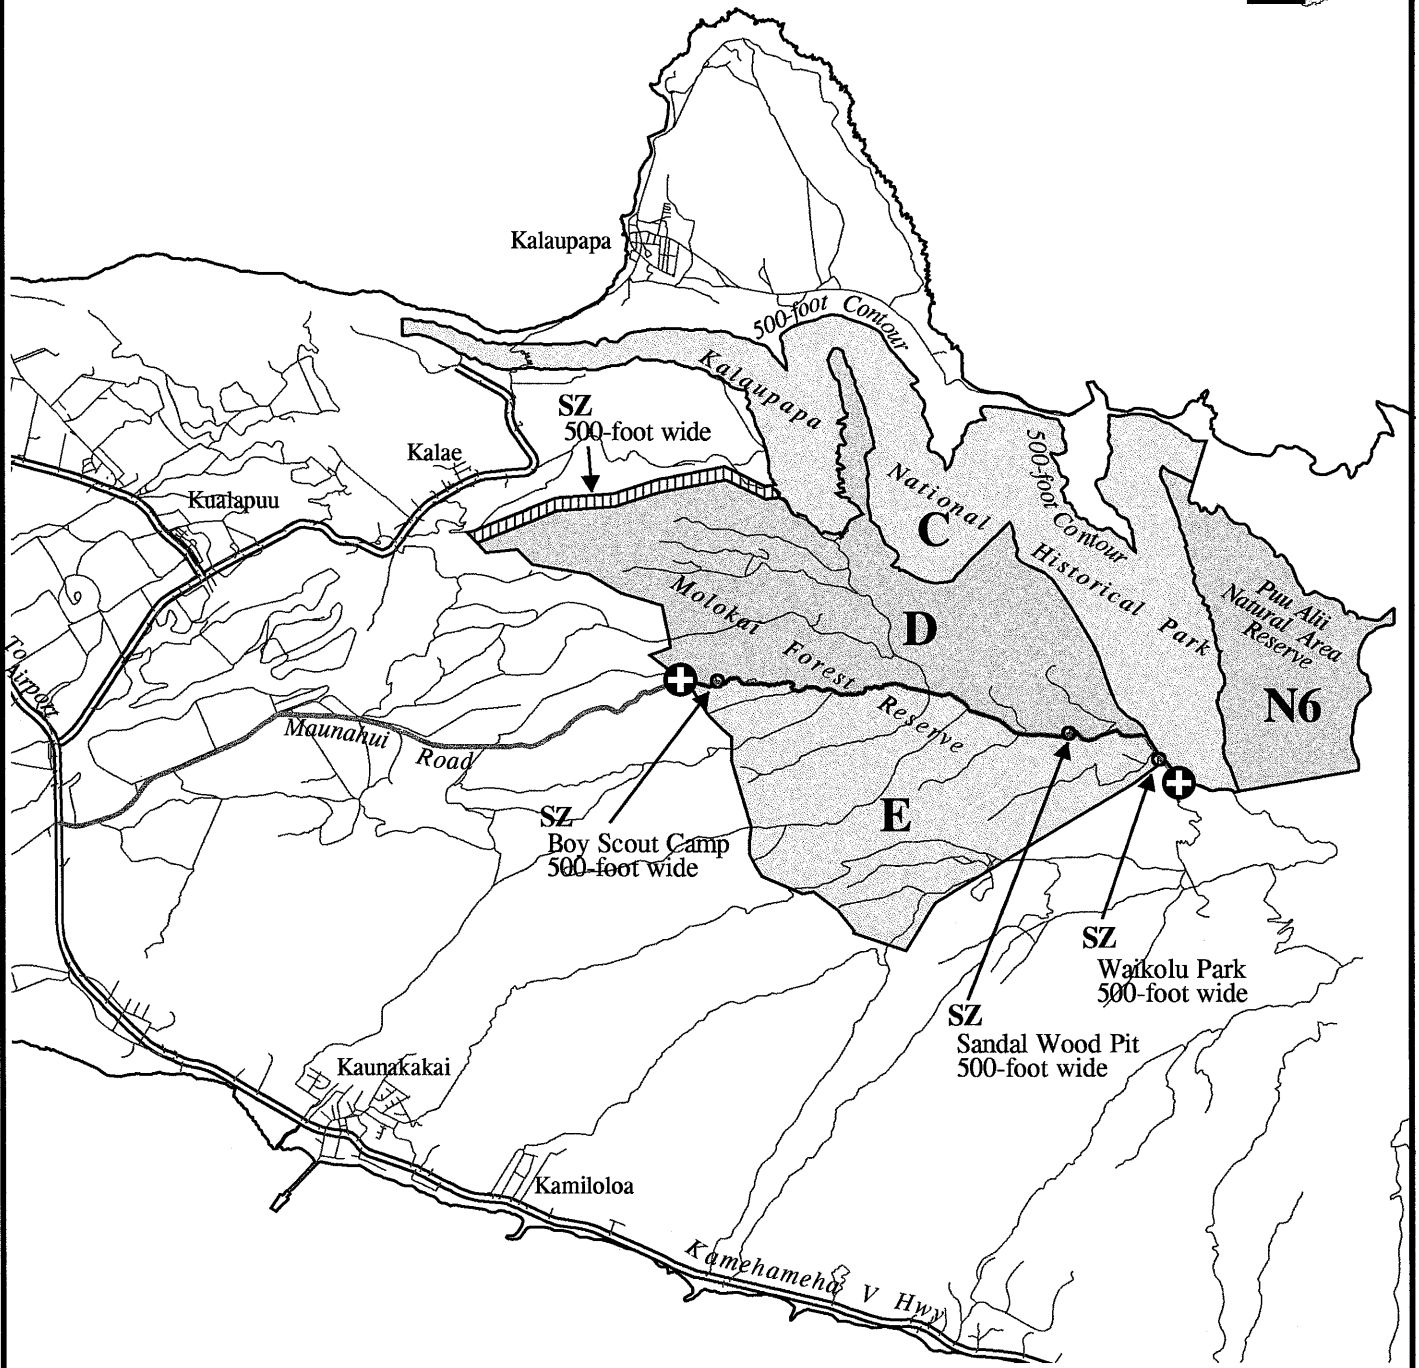 Kalaupapa
500-foot Contour
Kalaupapa
SZ
500-foot wide
Kalae
500-foot Contour
Kualapuu
National
C
Historical
Park
Puu Alii
Natural Area
Reserve
Molokai
D
To
Airport
Forest
Reserve
N6
Maunahui
Road
SZ
Boy Scout Camp
500-foot wide
E
SZ
Waikolu Park
500-foot wide
SZ
Sandal Wood Pit
500-foot wide
Kaunakakai
Kamiloloa
Kamehameha V Hwy